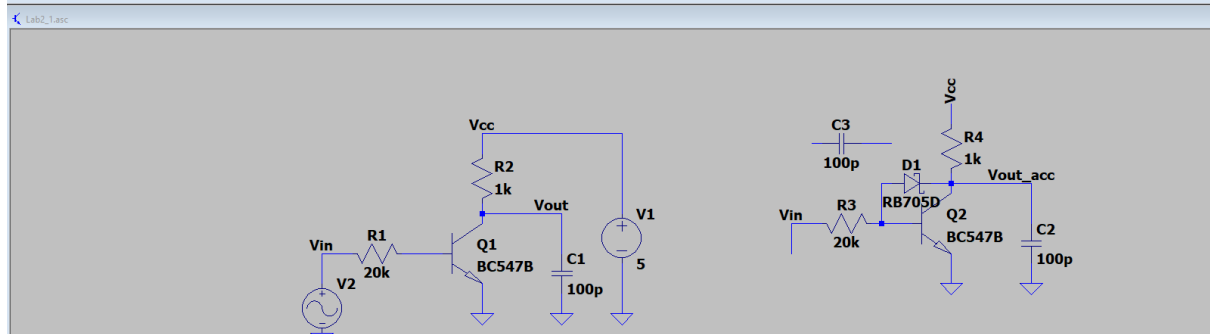 Lab2_1.asc
Vcc
R2
1k
Vout
V1
5
Vin
R1
20k
Q1
BC547B
C1
100p
V2
Vcc
C3
100p
R4
1k
D1
RB705D
Vout_acc
Vin
R3
20k
Q2
BC547B
C2
100p